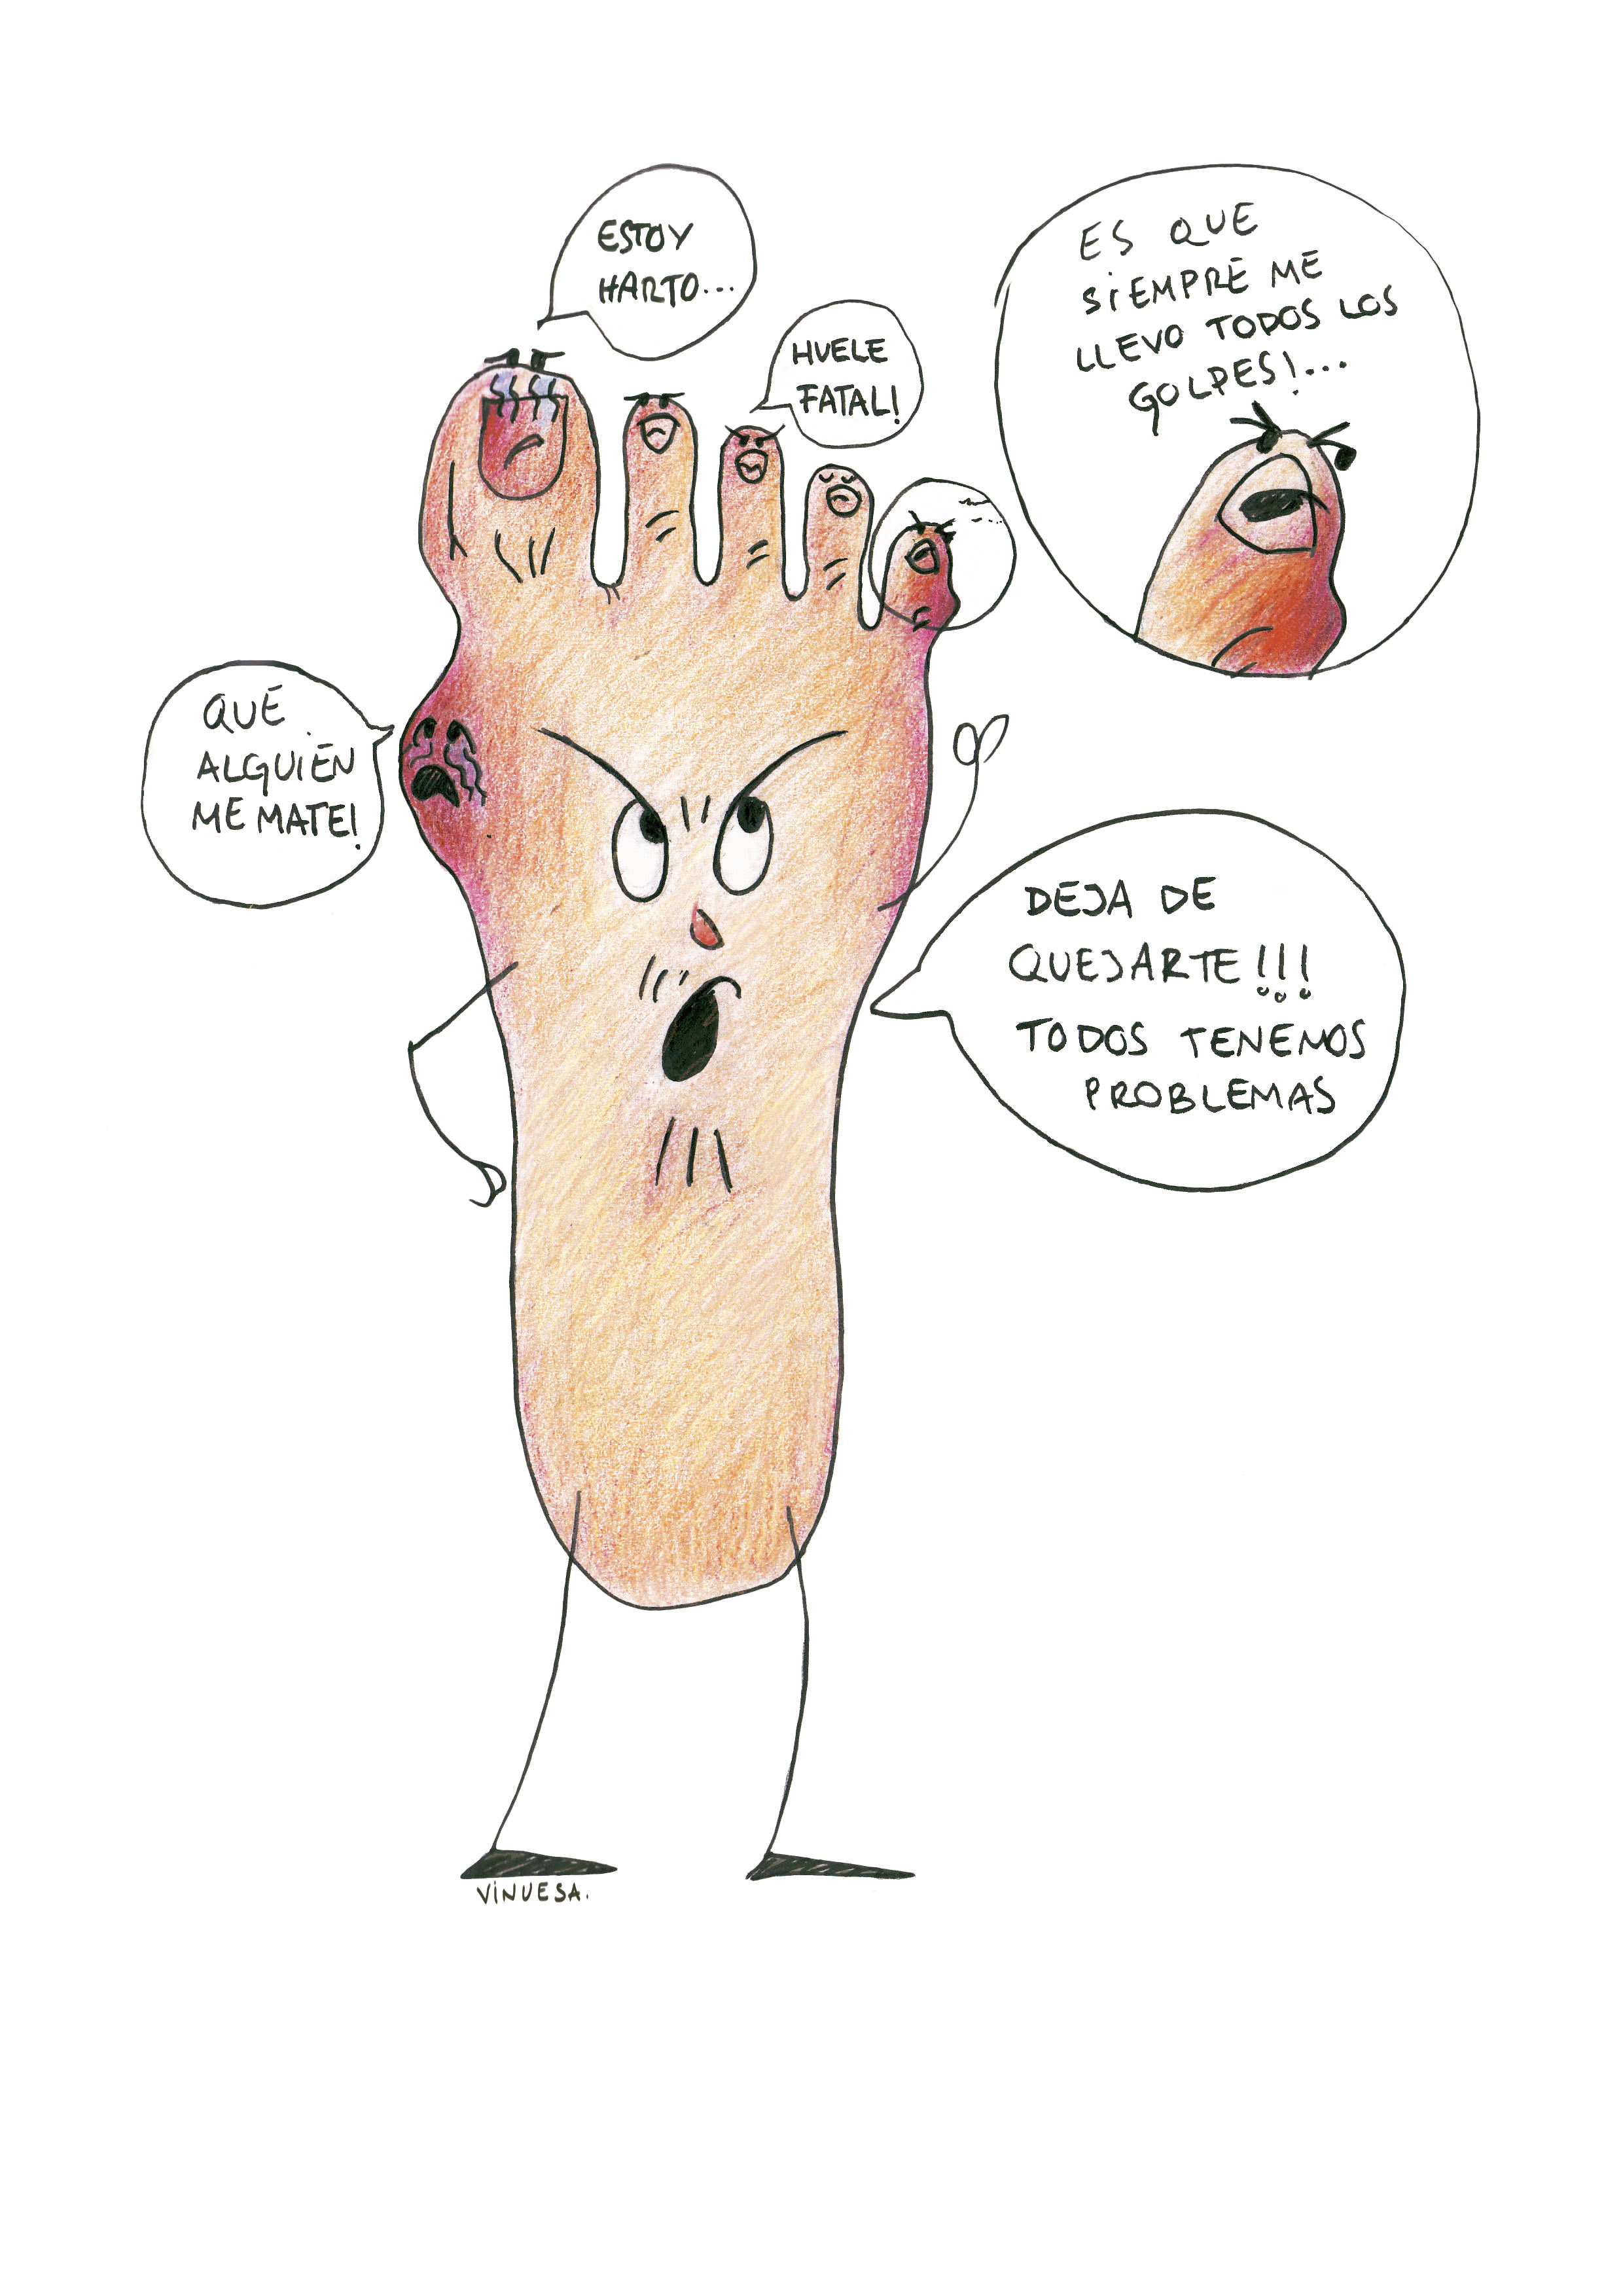 ESTOY
HARTO...
HUELE
FATAL!
ES QUE
SIEMPRE ME
LLEVO TODOS LOS
GOLPES!...
QUE
ALGUIEN
ME MATE!
DEJA DE
QUEJARTE!!!
TODOS TENEMOS
PROBLEMAS
VINUESA.